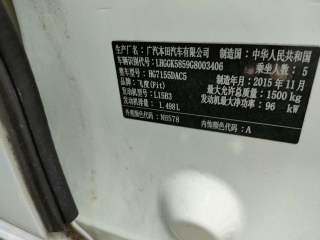 生产厂名：广汽本田汽车有限公司 制造国：中华人民共和国
车辆识别代号：LHGGK5859G8003406 乘坐人数：5
整车型号：HG7155DAC5 制造年月：2015 年 11 月
品牌：飞度(Fit) 最大允许总质量：1500 kg
发动机型号：L15B3 发动机最大净功率：96 kW
发动机排量：1.498L
外观颜色代码：NH578 内饰颜色代码：A